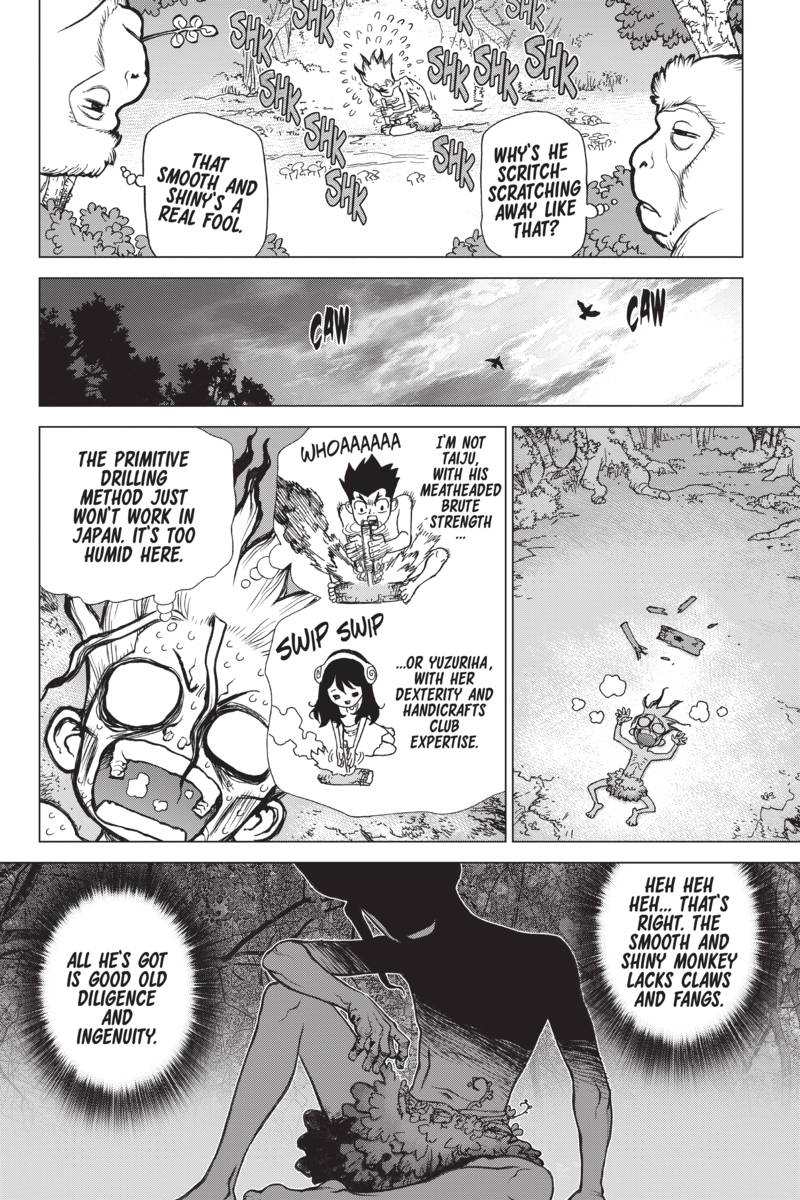 SHK
SHK
SHK
SHK
SHK
SHK
SHK
SHK
SHK
SHK
SHK
SHK
WHY'S HE
SCRITCH-
SCRATCHING
AWAY LIKE
THAT?
THAT
SMOOTH AND
SHINY'S A
REAL FOOL.
CAW
CAW
I'M NOT
TAIJU,
WITH HIS
MEATHEADED
BRUTE
STRENGTH
...
WHOAAAAAA
...OR YUZURIHA,
WITH HER
DEXTERITY AND
HANDICRAFTS
CLUB
EXPERTISE.
SWIP SWIP
THE PRIMITIVE
DRILLING
METHOD JUST
WON'T WORK IN
JAPAN. IT'S TOO
HUMID HERE.
HEH HEH
HEH... THAT'S
RIGHT. THE
SMOOTH AND
SHINY MONKEY
LACKS CLAWS
AND FANGS.
ALL HE'S GOT
IS GOOD OLD
DILIGENCE
AND
INGENUITY.